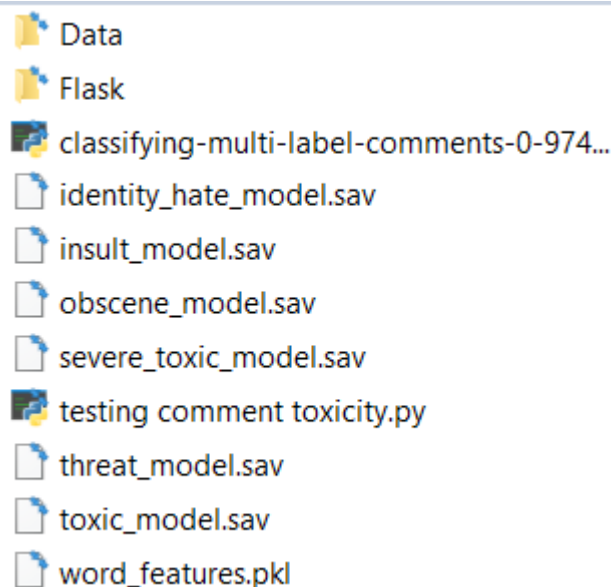 Data
Flask
classifying-multi-label-comments-0-974...
identity_hate_model.sav
insult_model.sav
obscene_model.sav
severe_toxic_model.sav
testing comment toxicity.py
threat_model.sav
toxic_model.sav
word_features.pkl